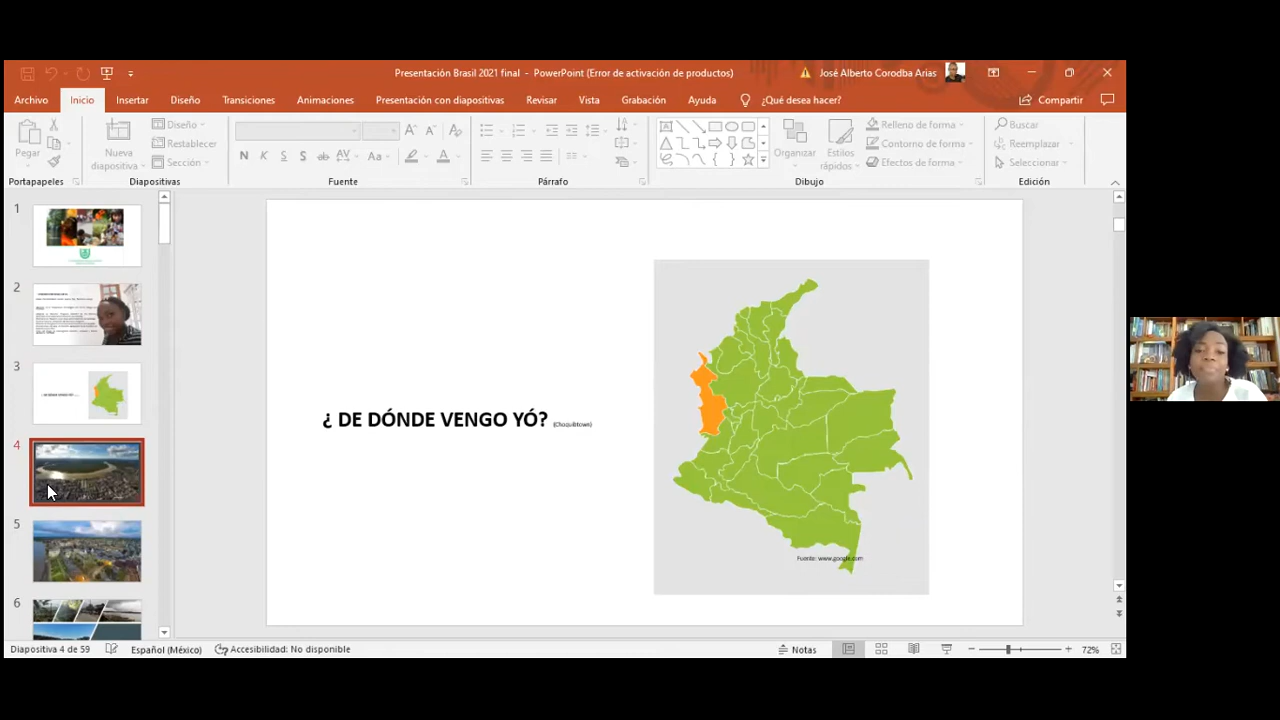 Presentación Brasil 2021 final - PowerPoint (Error de activación de productos)
José Alberto Corodba Arias
Archivo Inicio Insertar Diseño Transiciones Animaciones Presentación con diapositivas Revisar Vista Grabación Ayuda ¿Qué desea hacer? Compartir
Pegar
Nueva diapositiva
Diseño
Restablecer
Sección
N K S S ab AV Aa A
Organizar
Estilos rápidos
Relleno de forma
Contorno de forma
Efectos de forma
Buscar
Reemplazar
Seleccionar
Portapapeles Diapositivas Fuente Párrafo Dibujo Edición
1
2
3
4
5
6
¿ DE DÓNDE VENGO YÓ? (Choquibtown)
Fuente: www.google.com
Diapositiva 4 de 59 Español (México) Accesibilidad: No disponible Notas 72%